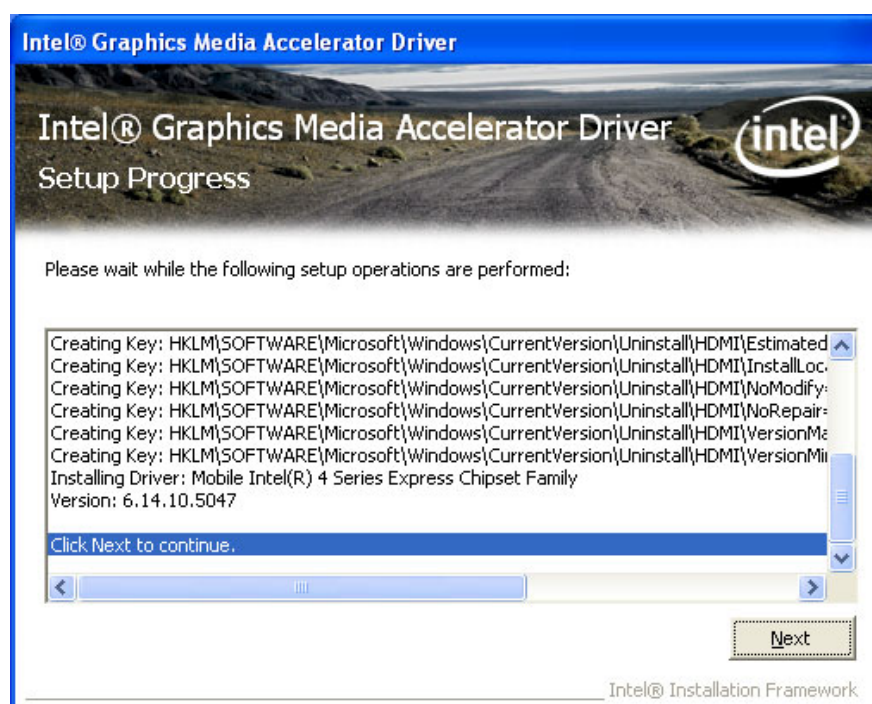 Intel® Graphics Media Accelerator Driver
Intel® Graphics Media Accelerator Driver
intel
Setup Progress
Please wait while the following setup operations are performed:
Creating Key: HKLM\SOFTWARE\Microsoft\Windows\CurrentVersion\Uninstall\HDMI\Estimated
Creating Key: HKLM\SOFTWARE\Microsoft\Windows\CurrentVersion\Uninstall\HDMI\InstallLoc
Creating Key: HKLM\SOFTWARE\Microsoft\Windows\CurrentVersion\Uninstall\HDMI\NoModify=
Creating Key: HKLM\SOFTWARE\Microsoft\Windows\CurrentVersion\Uninstall\HDMI\NoRepair=
Creating Key: HKLM\SOFTWARE\Microsoft\Windows\CurrentVersion\Uninstall\HDMI\VersionMa
Creating Key: HKLM\SOFTWARE\Microsoft\Windows\CurrentVersion\Uninstall\HDMI\VersionMi
Installing Driver: Mobile Intel(R) 4 Series Express Chipset Family
Version: 6.14.10.5047
Click Next to continue.
Next
Intel® Installation Framework